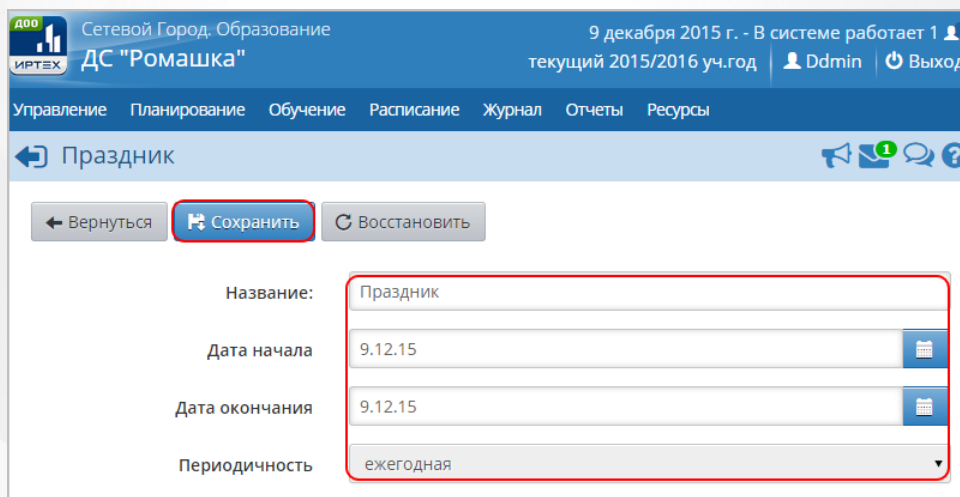 ДОО
ИРТЕХ
Сетевой Город. Образование
ДС "Ромашка"
9 декабря 2015 г. - В системе работает 1
текущий 2015/2016 уч.год
Ddmin
Выход
Управление Планирование Обучение Расписание Журнал Отчеты Ресурсы
Праздник
1
?
Вернуться Сохранить Восстановить
Название: Праздник
Дата начала 9.12.15
Дата окончания 9.12.15
Периодичность ежегодная